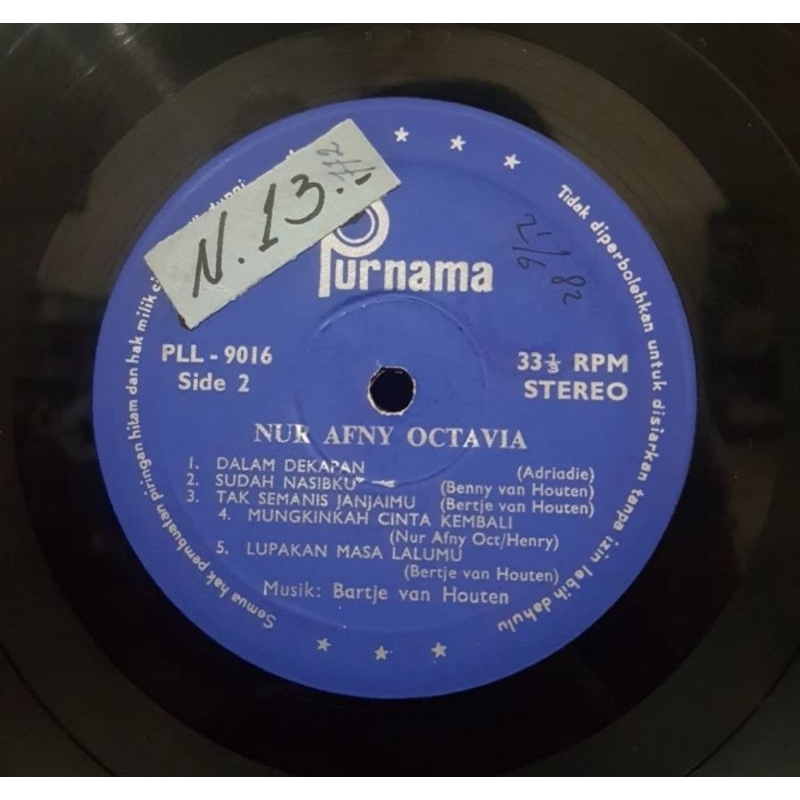 N. 13.-
Purnama
21/6 82
PLL - 9016
Side 2
33⅓ RPM
STEREO
NUR AFNY OCTAVIA
1. DALAM DEKAPAN (Adriadie)
2. SUDAH NASIBKU (Benny van Houten)
3. TAK SEMANIS JANJAIMU (Bertje van Houten)
4. MUNGKINKAH CINTA KEMBALI
(Nur Afny Oct/Henry)
5. LUPAKAN MASA LALUMU
(Bertje van Houten)
Musik: Bartje van Houten
Semua hak pembuatan piringan hitam dan hak milik
Tidak diperbolehkan untuk disiarkan tanpa izin lebih dahulu